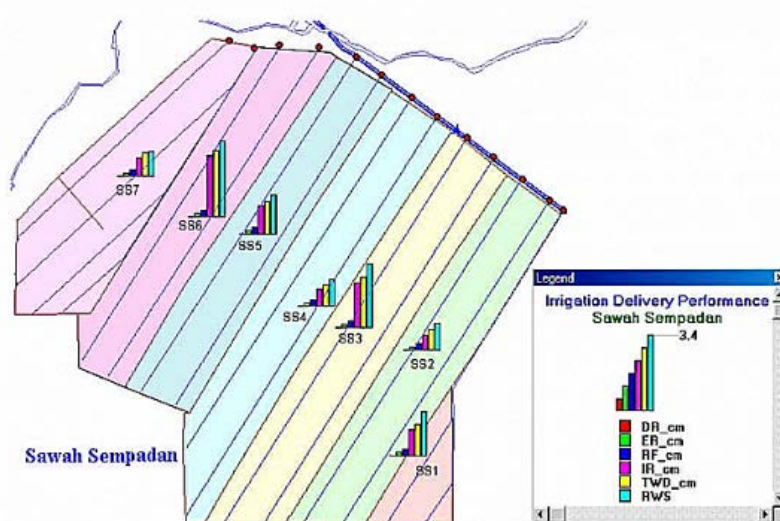 SS7
SS6
SS5
SS4
SS3
SS2
SS1
Sawah Sempadan
Legend
Irrigation Delivery Performance
Sawah Sempadan
3.4
DR_cm
ER_cm
RF_cm
IR_cm
TWD_cm
RWS